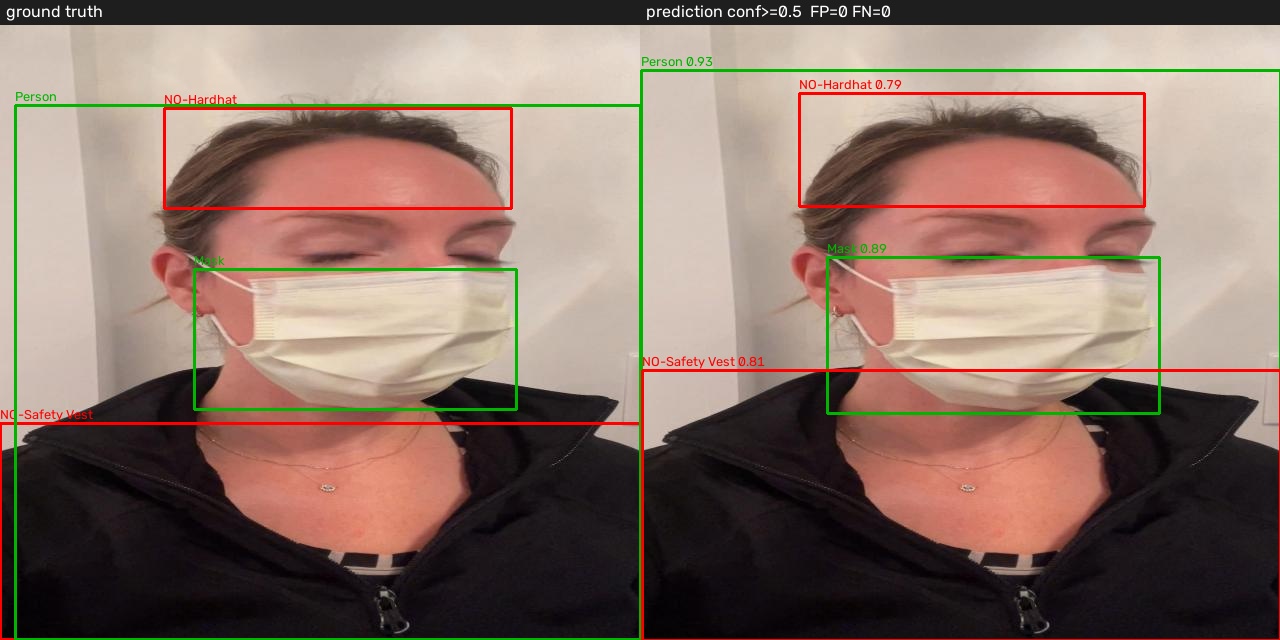 ground truth
prediction conf>=0.5 FP=0 FN=0
Person
NO-Hardhat
Mask
NO-Safety Vest
Person 0.93
NO-Hardhat 0.79
Mask 0.89
NO-Safety Vest 0.81